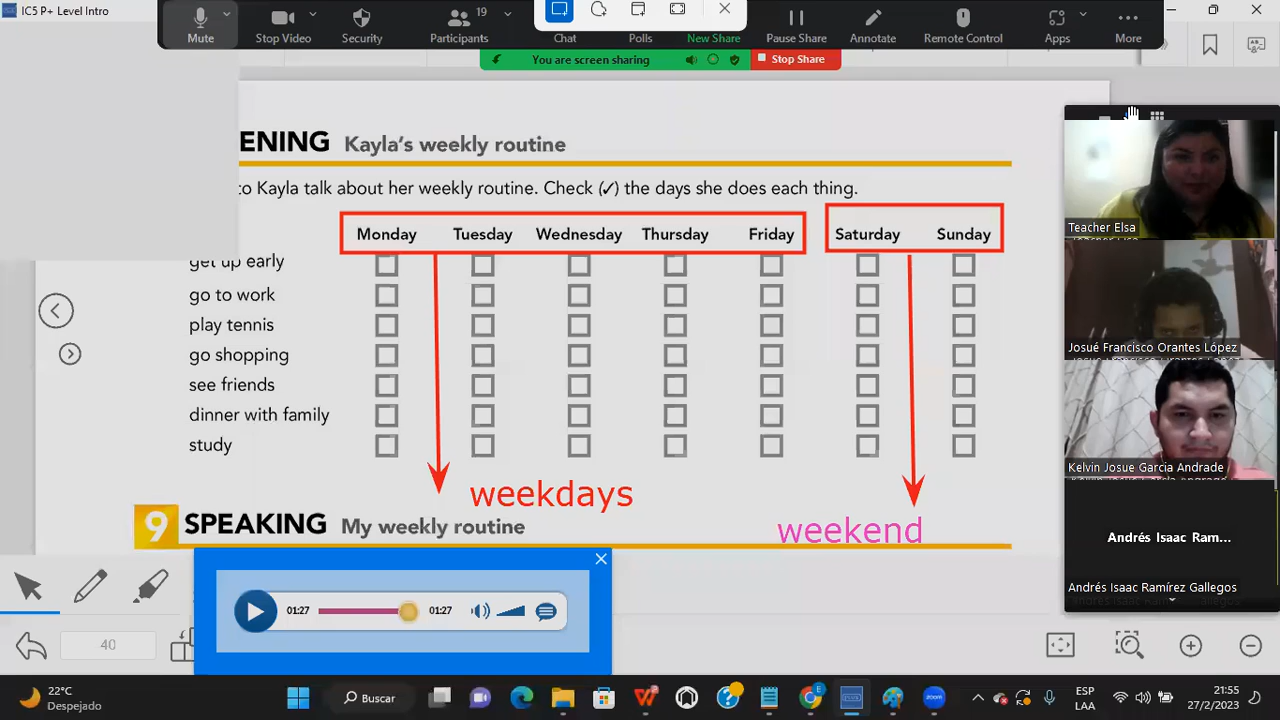 IC5 P+ Level Intro
19
Mute
Stop Video
Security
Participants
Chat
Polls
New Share
Pause Share
Annotate
Remote Control
Apps
More
You are screen sharing
Stop Share
ENING Kayla's weekly routine
to Kayla talk about her weekly routine. Check (✓) the days she does each thing.
Monday Tuesday Wednesday Thursday Friday Saturday Sunday
get up early
go to work
play tennis
go shopping
see friends
dinner with family
study
weekdays
weekend
9 SPEAKING My weekly routine
01:27 01:27
40
Teacher Elsa
Josué Francisco Orantes López
Kelvin Josue Garcia Andrade
Andrés Isaac Ram...
Andrés Isaac Ramírez Gallegos
22°C
Despejado
Buscar
ESP
LAA
21:55
27/2/2023